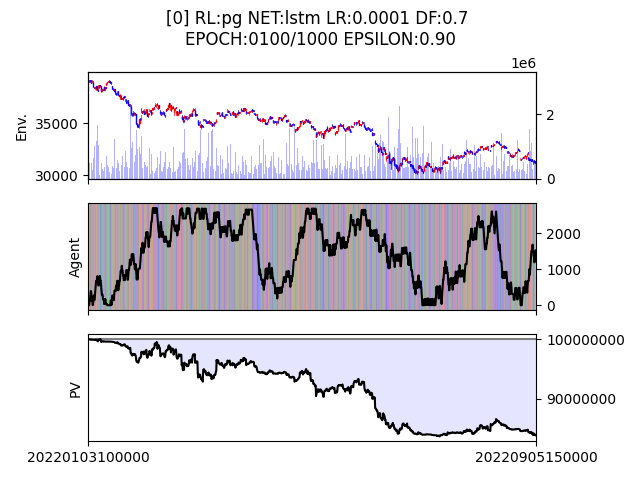 [0] RL:pg NET:lstm LR:0.0001 DF:0.7
EPOCH:0100/1000 EPSILON:0.90
1e6
Env.
35000
30000
2
0
Agent
2000
1000
0
PV
100000000
90000000
20220103100000
20220905150000